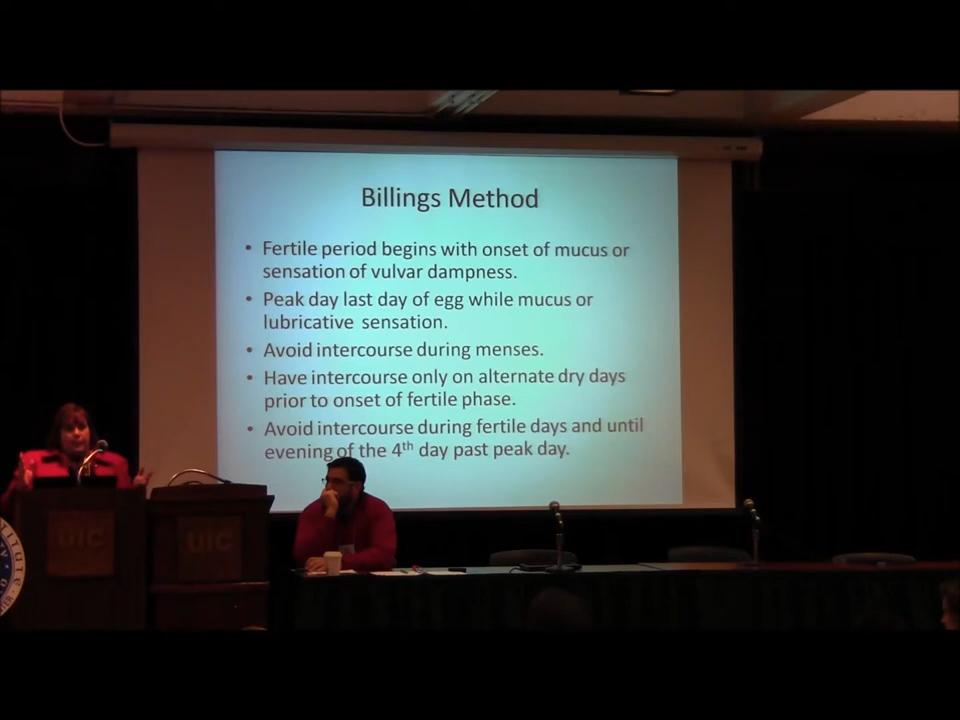 Billings Method
• Fertile period begins with onset of mucus or
sensation of vulvar dampness.
• Peak day last day of egg while mucus or
lubricative sensation.
• Avoid intercourse during menses.
• Have intercourse only on alternate dry days
prior to onset of fertile phase.
• Avoid intercourse during fertile days and until
evening of the 4th day past peak day.
UIC
UIC